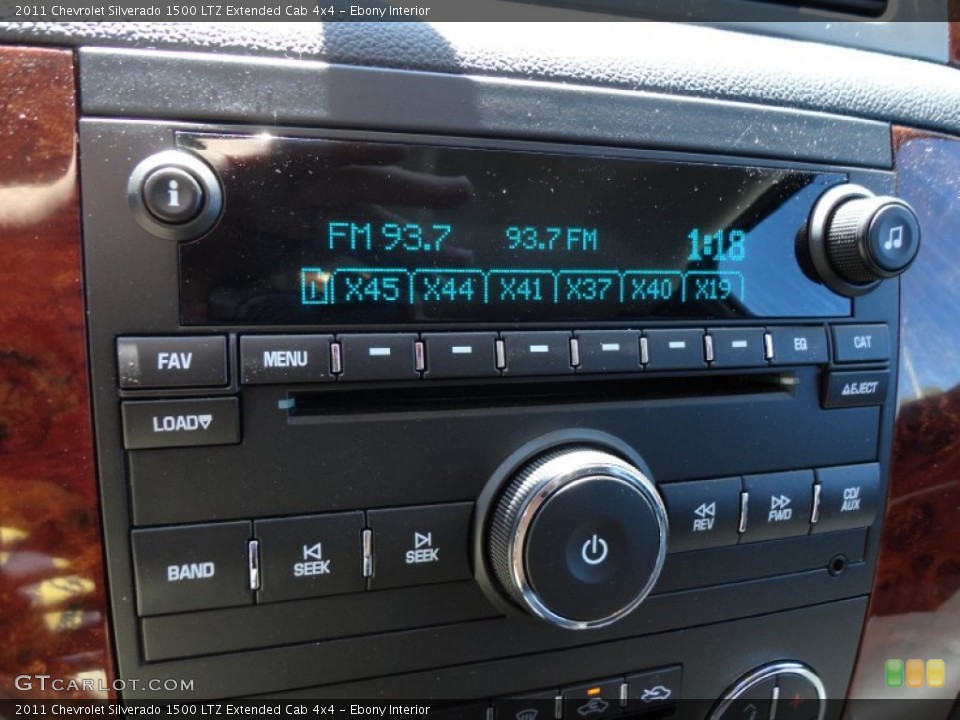 2011 Chevrolet Silverado 1500 LTZ Extended Cab 4x4 – Ebony Interior
i
FM 93.7 93.7 FM 1:18
1 X45 X44 X41 X37 X40 X19
FAV MENU EQ CAT
LOAD EJECT
BAND SEEK SEEK REV FWD CD/
AUX
GTCARLOT.COM
2011 Chevrolet Silverado 1500 LTZ Extended Cab 4x4 – Ebony Interior